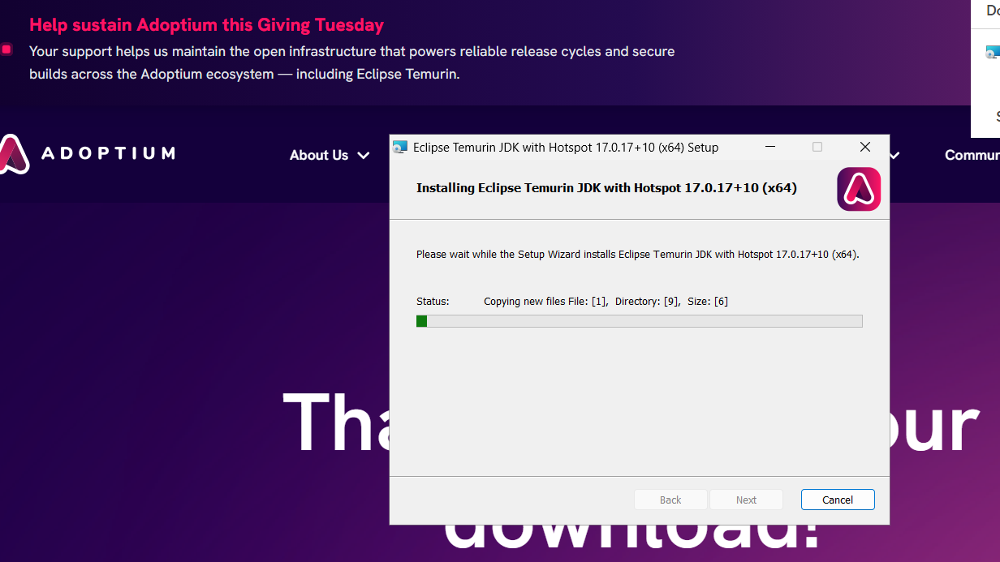 Help sustain Adoptium this Giving Tuesday
Your support helps us maintain the open infrastructure that powers reliable release cycles and secure
builds across the Adoptium ecosystem — including Eclipse Temurin.
ADOPTIUM
About Us
Eclipse Temurin JDK with Hotspot 17.0.17+10 (x64) Setup
Installing Eclipse Temurin JDK with Hotspot 17.0.17+10 (x64)
Please wait while the Setup Wizard installs Eclipse Temurin JDK with Hotspot 17.0.17+10 (x64).
Status: Copying new files File: [1], Directory: [9], Size: [6]
Back Next Cancel
download!